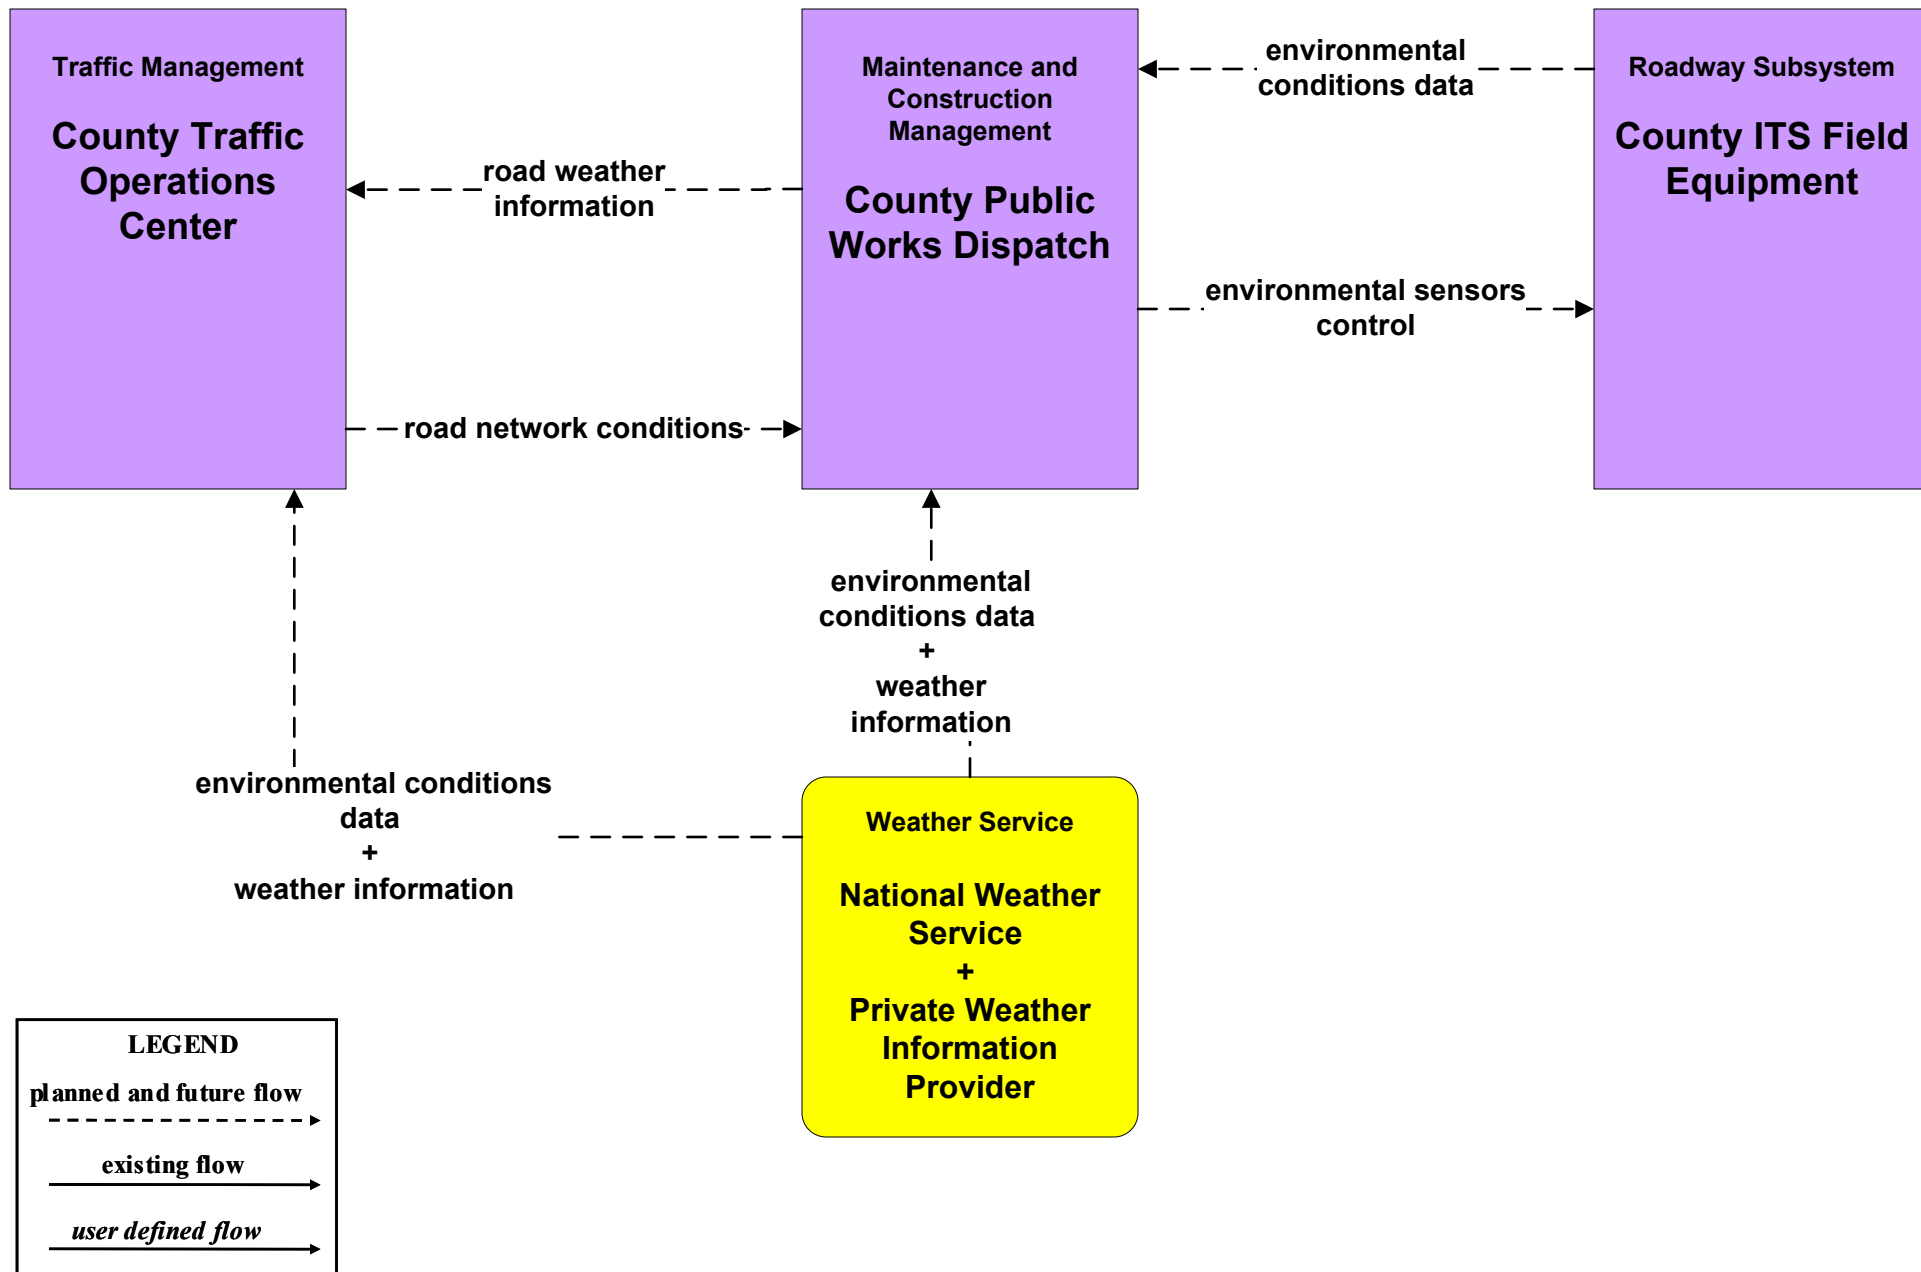 Traffic Management
County Traffic
Operations
Center
road weather
information
Maintenance and
Construction
Management
County Public
Works Dispatch
environmental
conditions data
Roadway Subsystem
County ITS Field
Equipment
environmental sensors
control
road network conditions
environmental
conditions data
+
weather
information
environmental conditions
data
+
weather information
Weather Service
National Weather
Service
+
Private Weather
Information
Provider
LEGEND
planned and future flow
existing flow
user defined flow